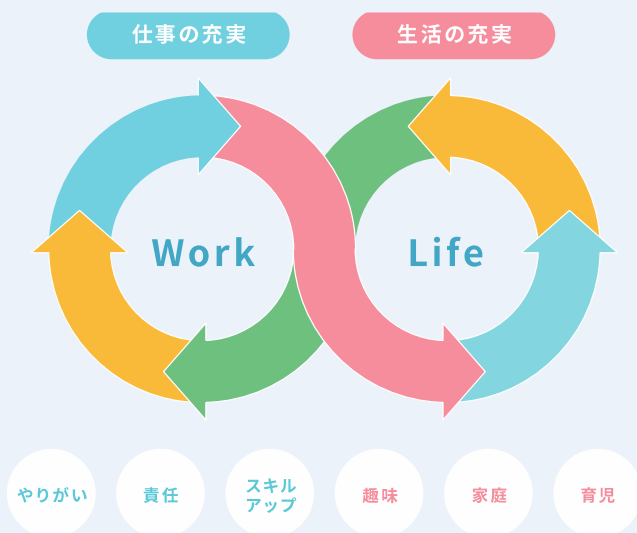 仕事の充実
生活の充実
Work
Life
やりがい
責任
スキル
アップ
趣味
家庭
育児